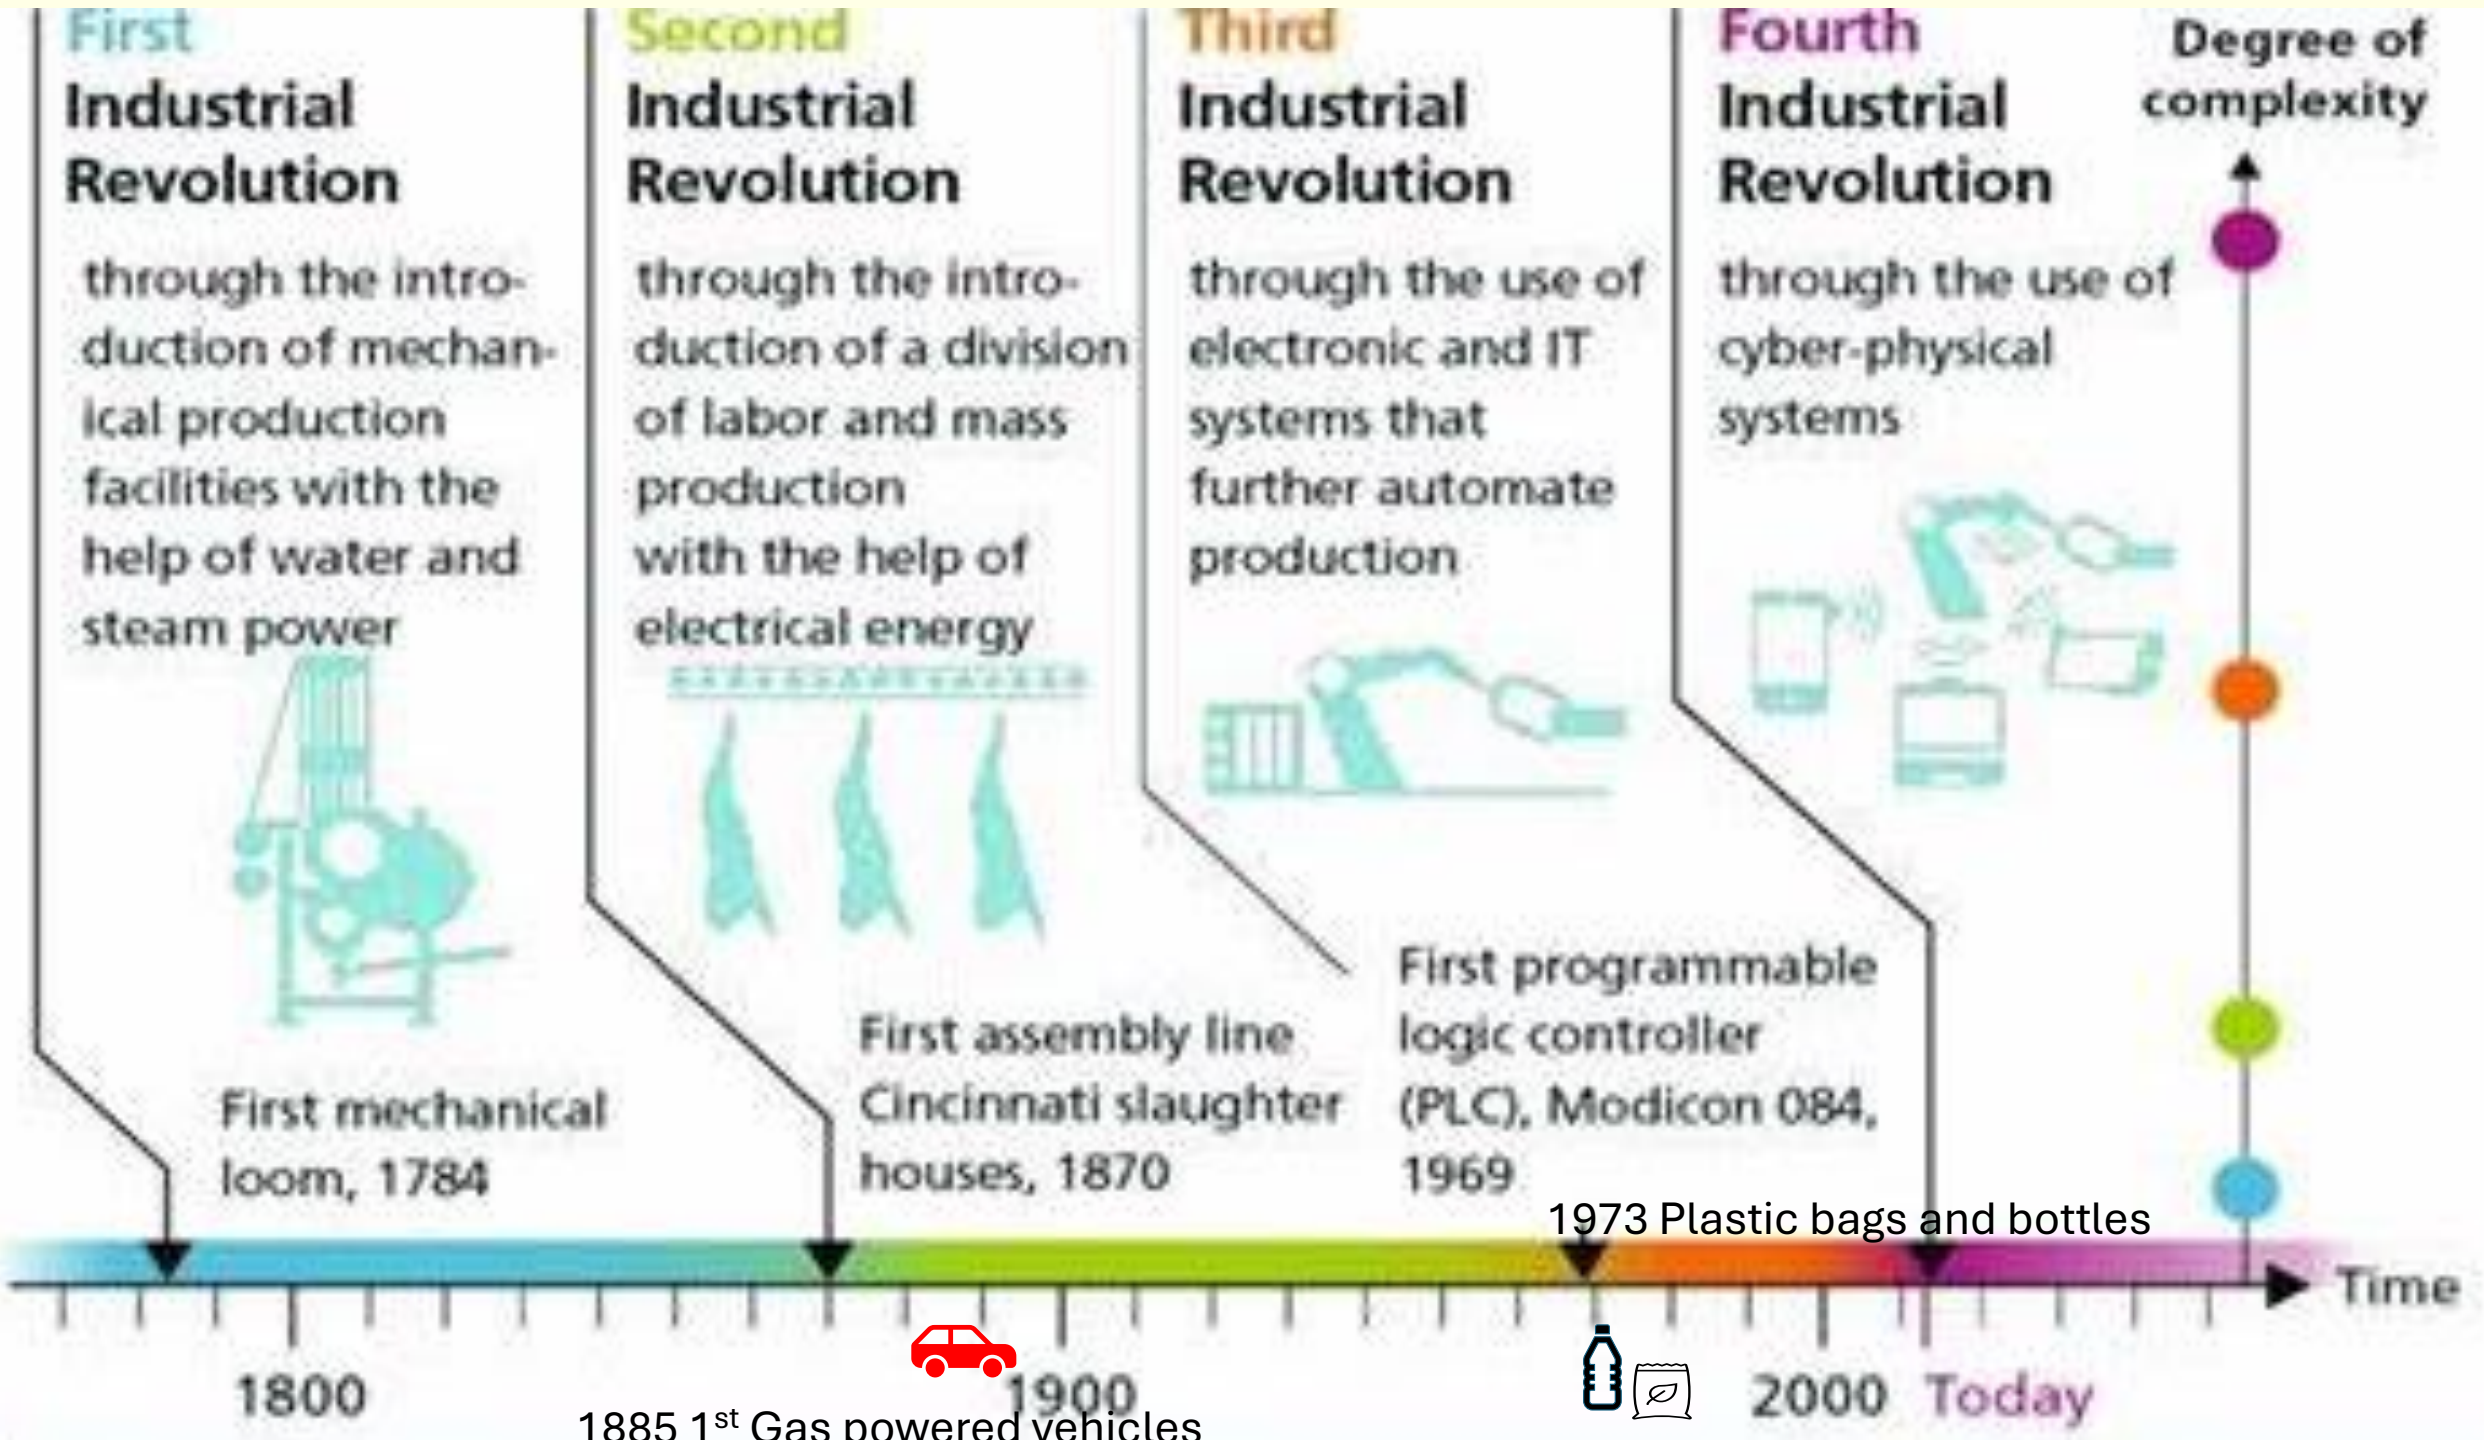 First
Industrial
Revolution
through the intro-
duction of mechan-
ical production
facilities with the
help of water and
steam power
First mechanical
loom, 1784
Second
Industrial
Revolution
through the intro-
duction of a division
of labor and mass
production
with the help of
electrical energy
First assembly line
Cincinnati slaughter
houses, 1870
Third
Industrial
Revolution
through the use of
electronic and IT
systems that
further automate
production
First programmable
logic controller
(PLC), Modicon 084,
1969
Fourth
Industrial
Revolution
through the use of
cyber-physical
systems
Degree of
complexity
1973 Plastic bags and bottles
Time
1800
1900
2000
Today
1885 1st Gas powered vehicles